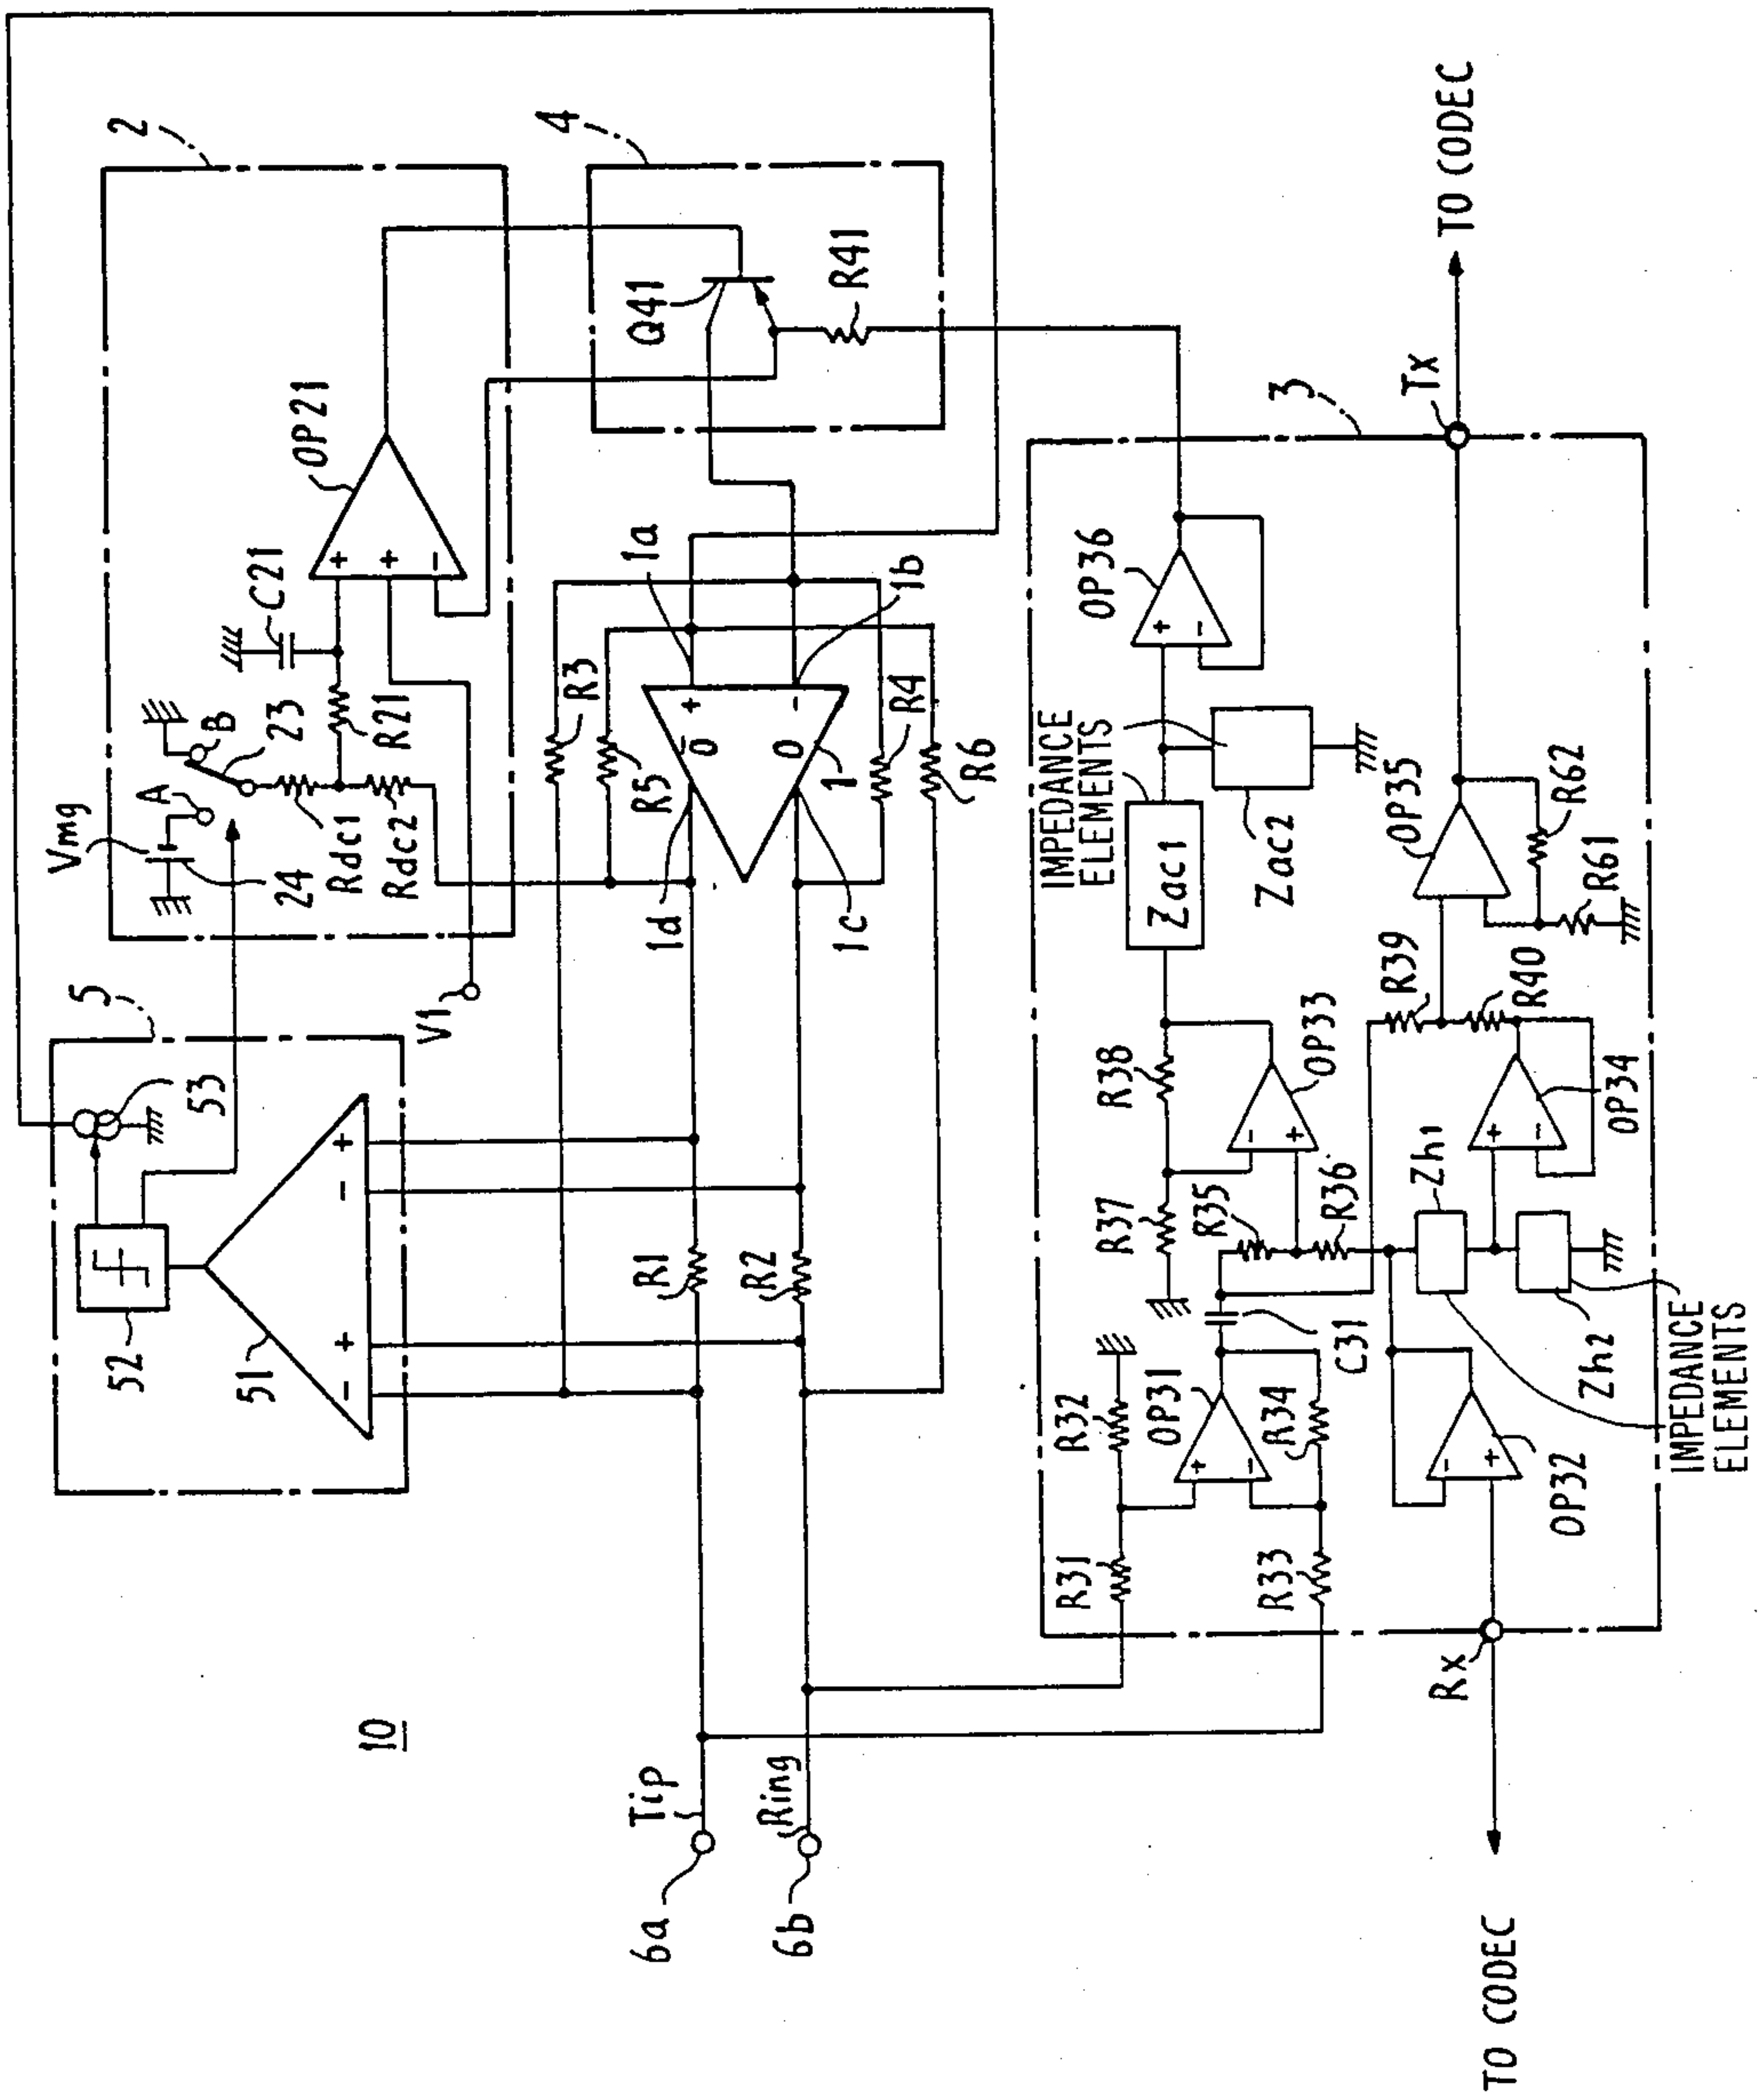 2
4
OP21
Q41
R41
C21
B
23
R21
Vmg
A
24
Rdc1
Rdc2
+
+
-
1a
1b
R3
R5
R4
R6
+
-
Ō
O
1
1d
1c
5
53
52
51
+
-
+
-
V1
R1
R2
Tip
Ring
6a
6b
10
3
Tx
TO CODEC
OP36
+
-
IMPEDANCE
ELEMENTS
Zac1
Zac2
OP35
R62
R61
R39
R40
R38
OP33
-
+
R37
R35
R36
Zh1
OP34
+
-
Zh2
IMPEDANCE
ELEMENTS
C31
R32
OP31
+
-
R34
R31
R33
OP32
-
+
Rx
TO CODEC